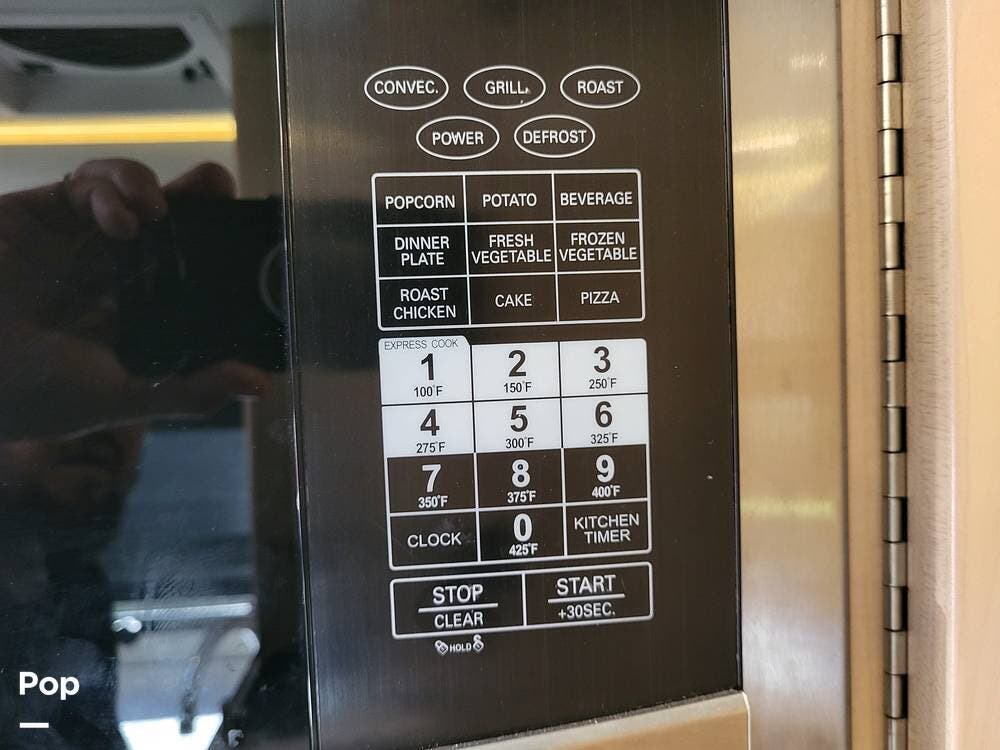 CONVEC. GRILL ROAST
POWER DEFROST
POPCORN POTATO BEVERAGE
DINNER PLATE FRESH VEGETABLE FROZEN VEGETABLE
ROAST CHICKEN CAKE PIZZA
EXPRESS COOK
1 2 3
100°F 150°F 250°F
4 5 6
275°F 300°F 325°F
7 8 9
350°F 375°F 400°F
CLOCK 0 KITCHEN TIMER
425°F
STOP START
CLEAR +30SEC.
HOLD
Pop